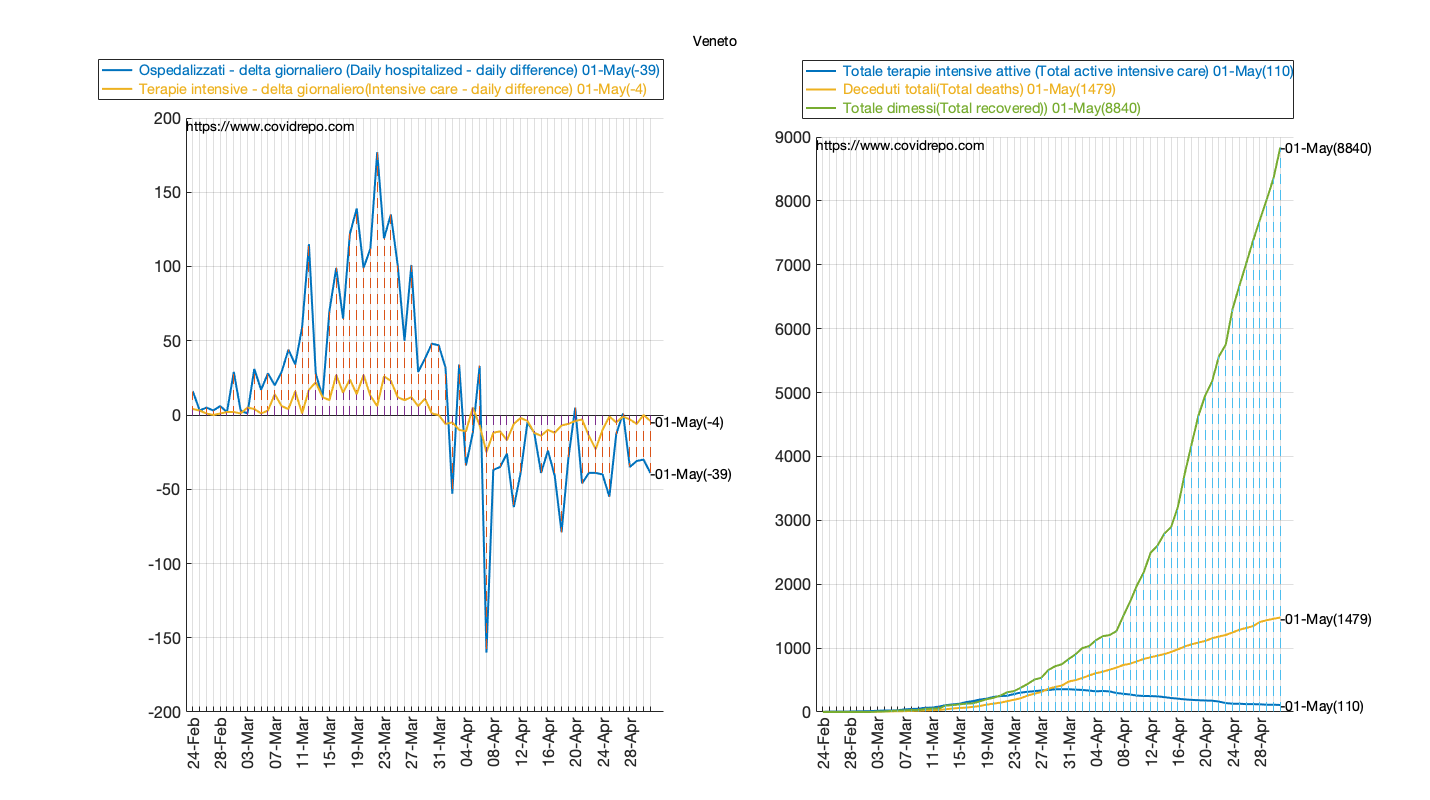 Veneto
Ospedalizzati - delta giornaliero (Daily hospitalized - daily difference) 01-May(-39)
Terapie intensive - delta giornaliero(Intensive care - daily difference) 01-May(-4)
https://www.covidrepo.com
200
150
100
50
0
-50
-100
-150
-200
01-May(-4)
01-May(-39)
24-Feb
28-Feb
03-Mar
07-Mar
11-Mar
15-Mar
19-Mar
23-Mar
27-Mar
31-Mar
04-Apr
08-Apr
12-Apr
16-Apr
20-Apr
24-Apr
28-Apr
Totale terapie intensive attive (Total active intensive care) 01-May(110)
Deceduti totali(Total deaths) 01-May(1479)
Totale dimessi(Total recovered)) 01-May(8840)
https://www.covidrepo.com
9000
8000
7000
6000
5000
4000
3000
2000
1000
0
01-May(8840)
01-May(1479)
01-May(110)
24-Feb
28-Feb
03-Mar
07-Mar
11-Mar
15-Mar
19-Mar
23-Mar
27-Mar
31-Mar
04-Apr
08-Apr
12-Apr
16-Apr
20-Apr
24-Apr
28-Apr